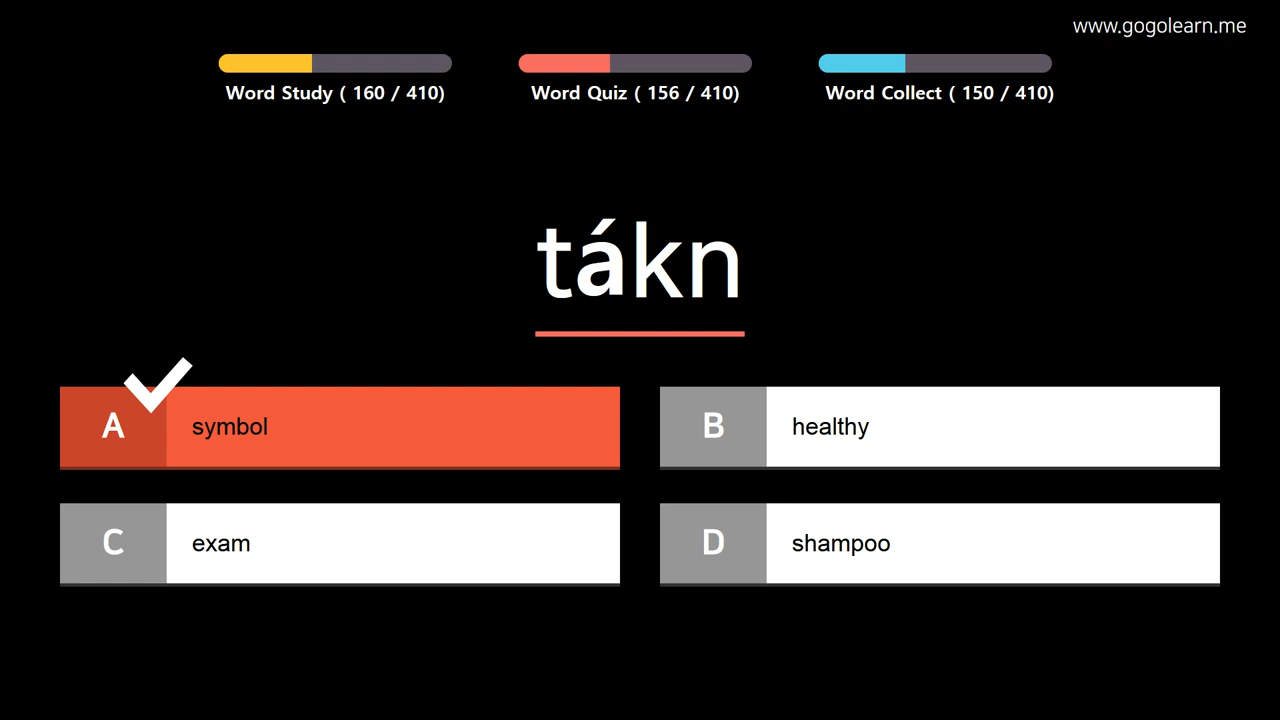 www.gogolearn.me
Word Study ( 160 / 410)
Word Quiz ( 156 / 410)
Word Collect ( 150 / 410)
tákn
A symbol
B healthy
C exam
D shampoo